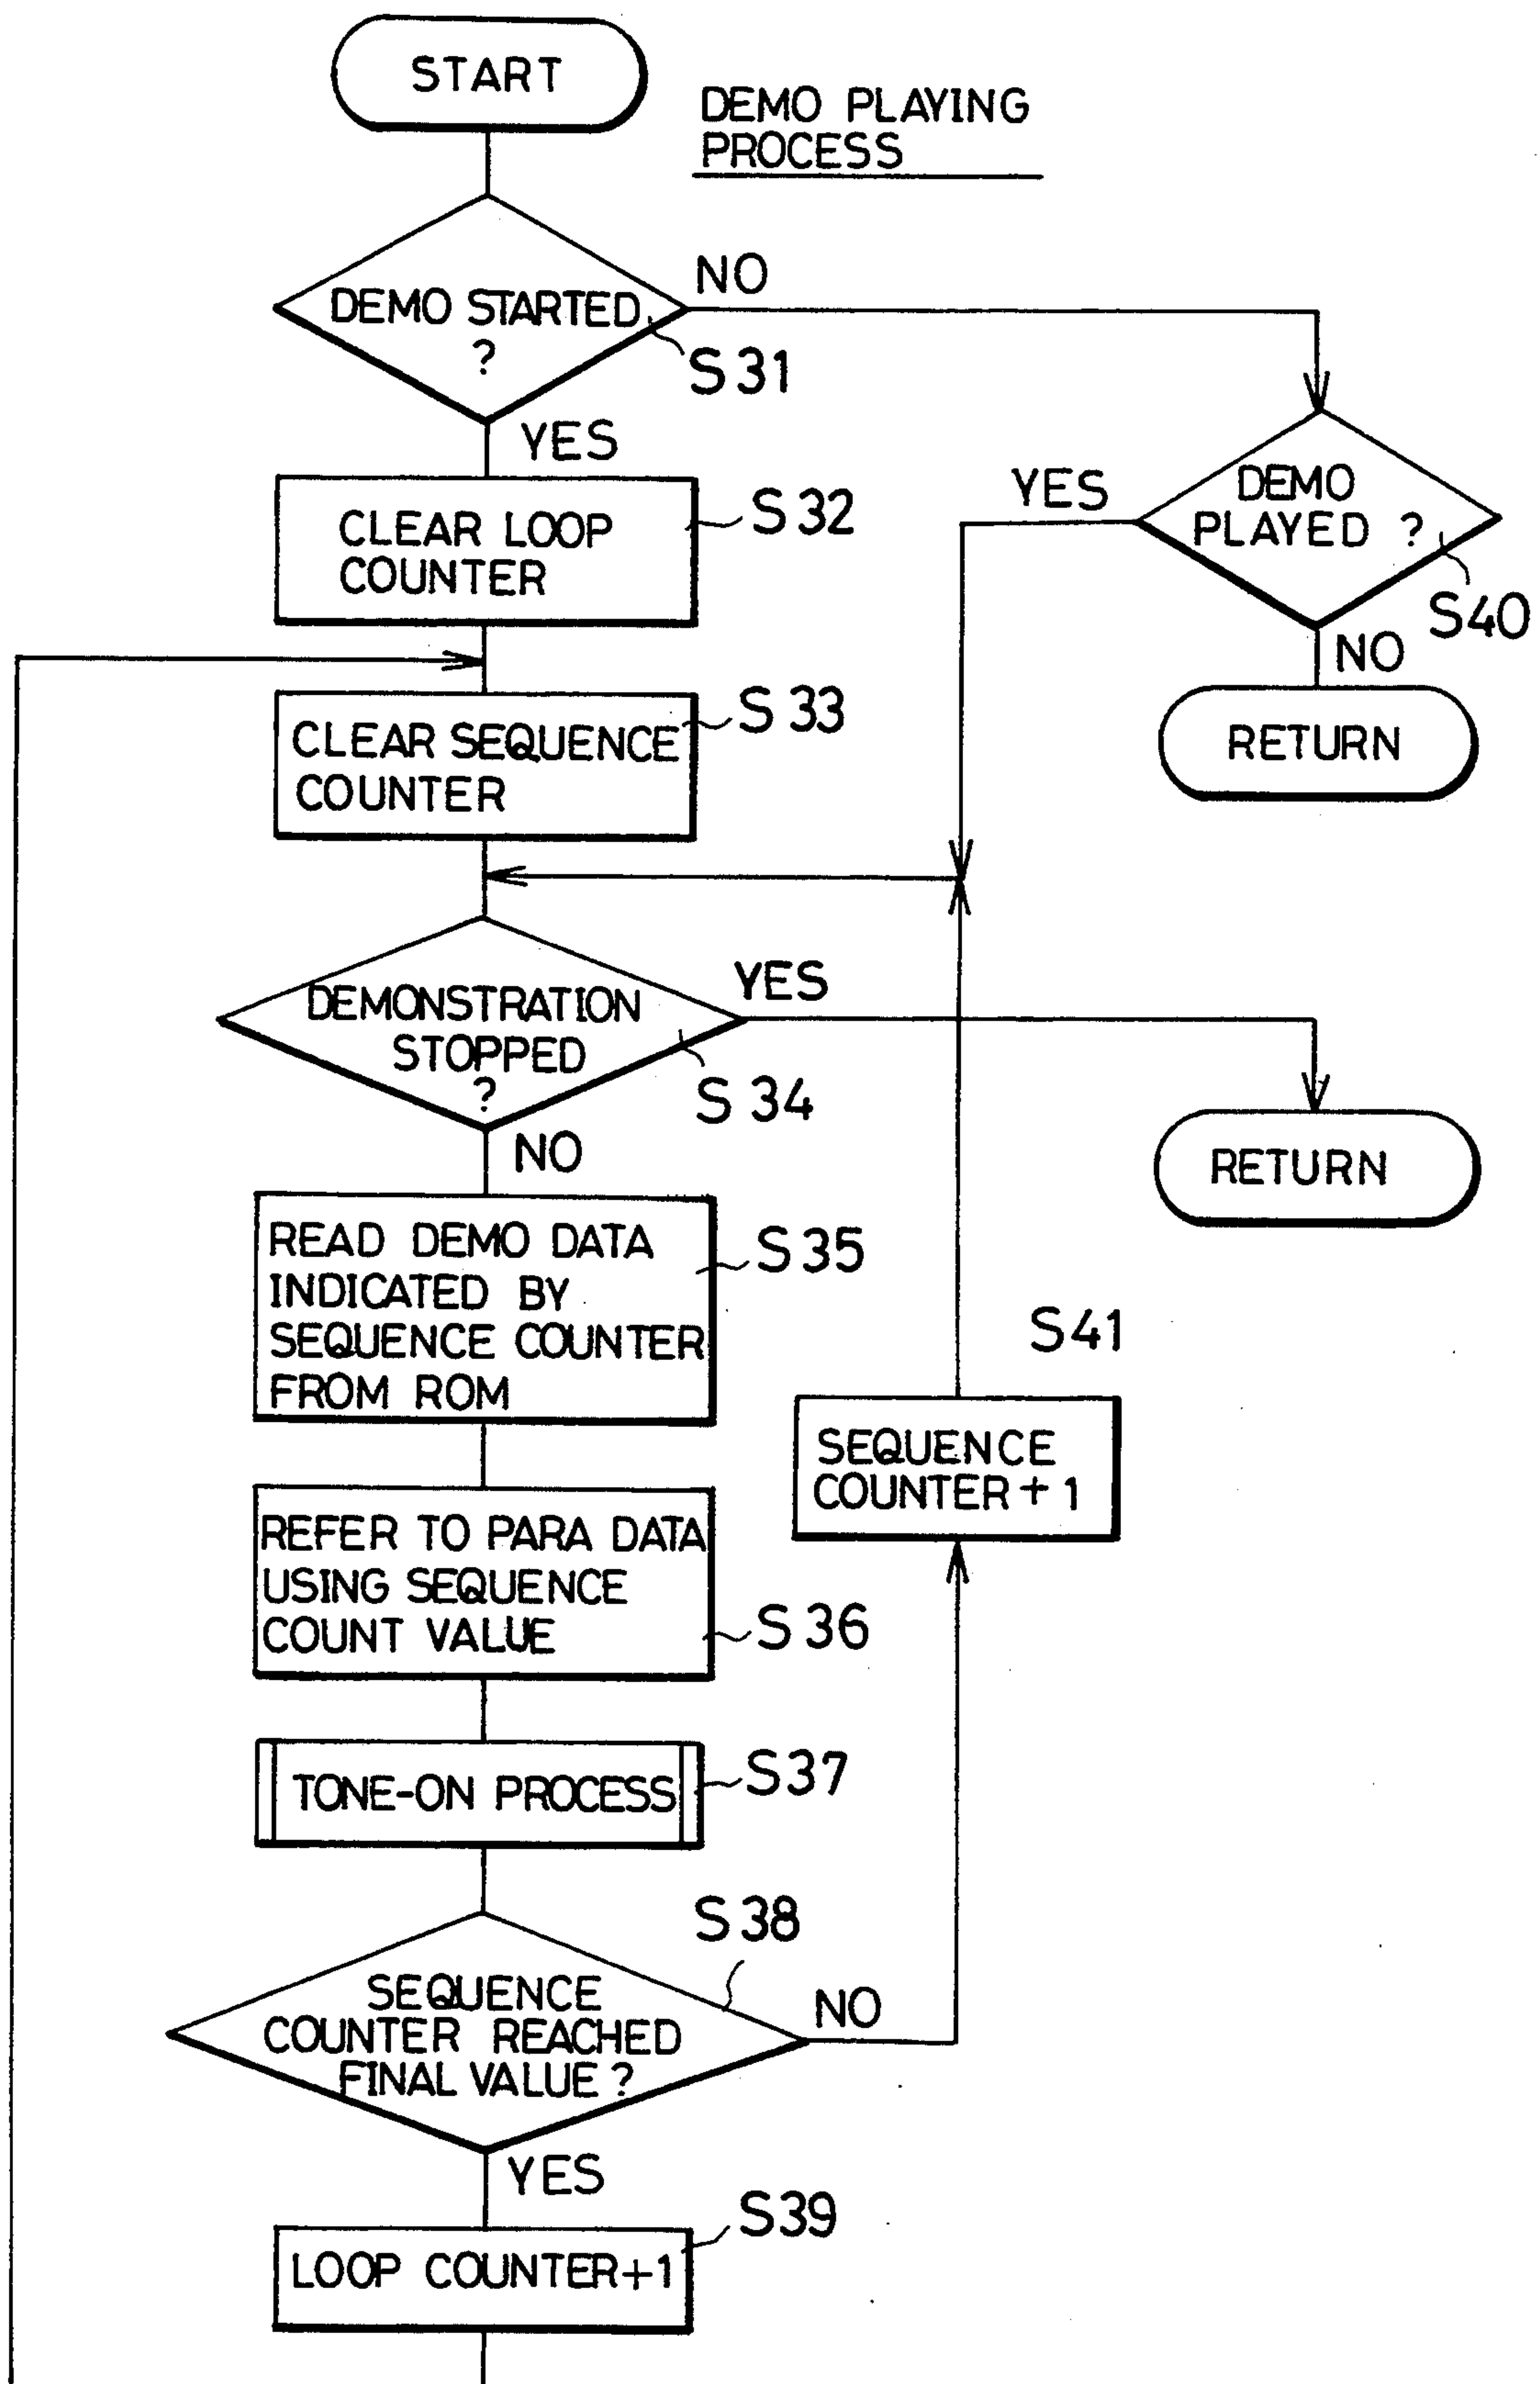 START
DEMO PLAYING
PROCESS
DEMO STARTED
?
NO
S31
YES
CLEAR LOOP
COUNTER
S32
YES
DEMO
PLAYED ?
S40
NO
RETURN
CLEAR SEQUENCE
COUNTER
S33
DEMONSTRATION
STOPPED
?
YES
S34
NO
RETURN
READ DEMO DATA
INDICATED BY
SEQUENCE COUNTER
FROM ROM
S35
S41
SEQUENCE
COUNTER+1
REFER TO PARA DATA
USING SEQUENCE
COUNT VALUE
S36
TONE-ON PROCESS
S37
S38
SEQUENCE
COUNTER REACHED
FINAL VALUE ?
NO
YES
S39
LOOP COUNTER+1